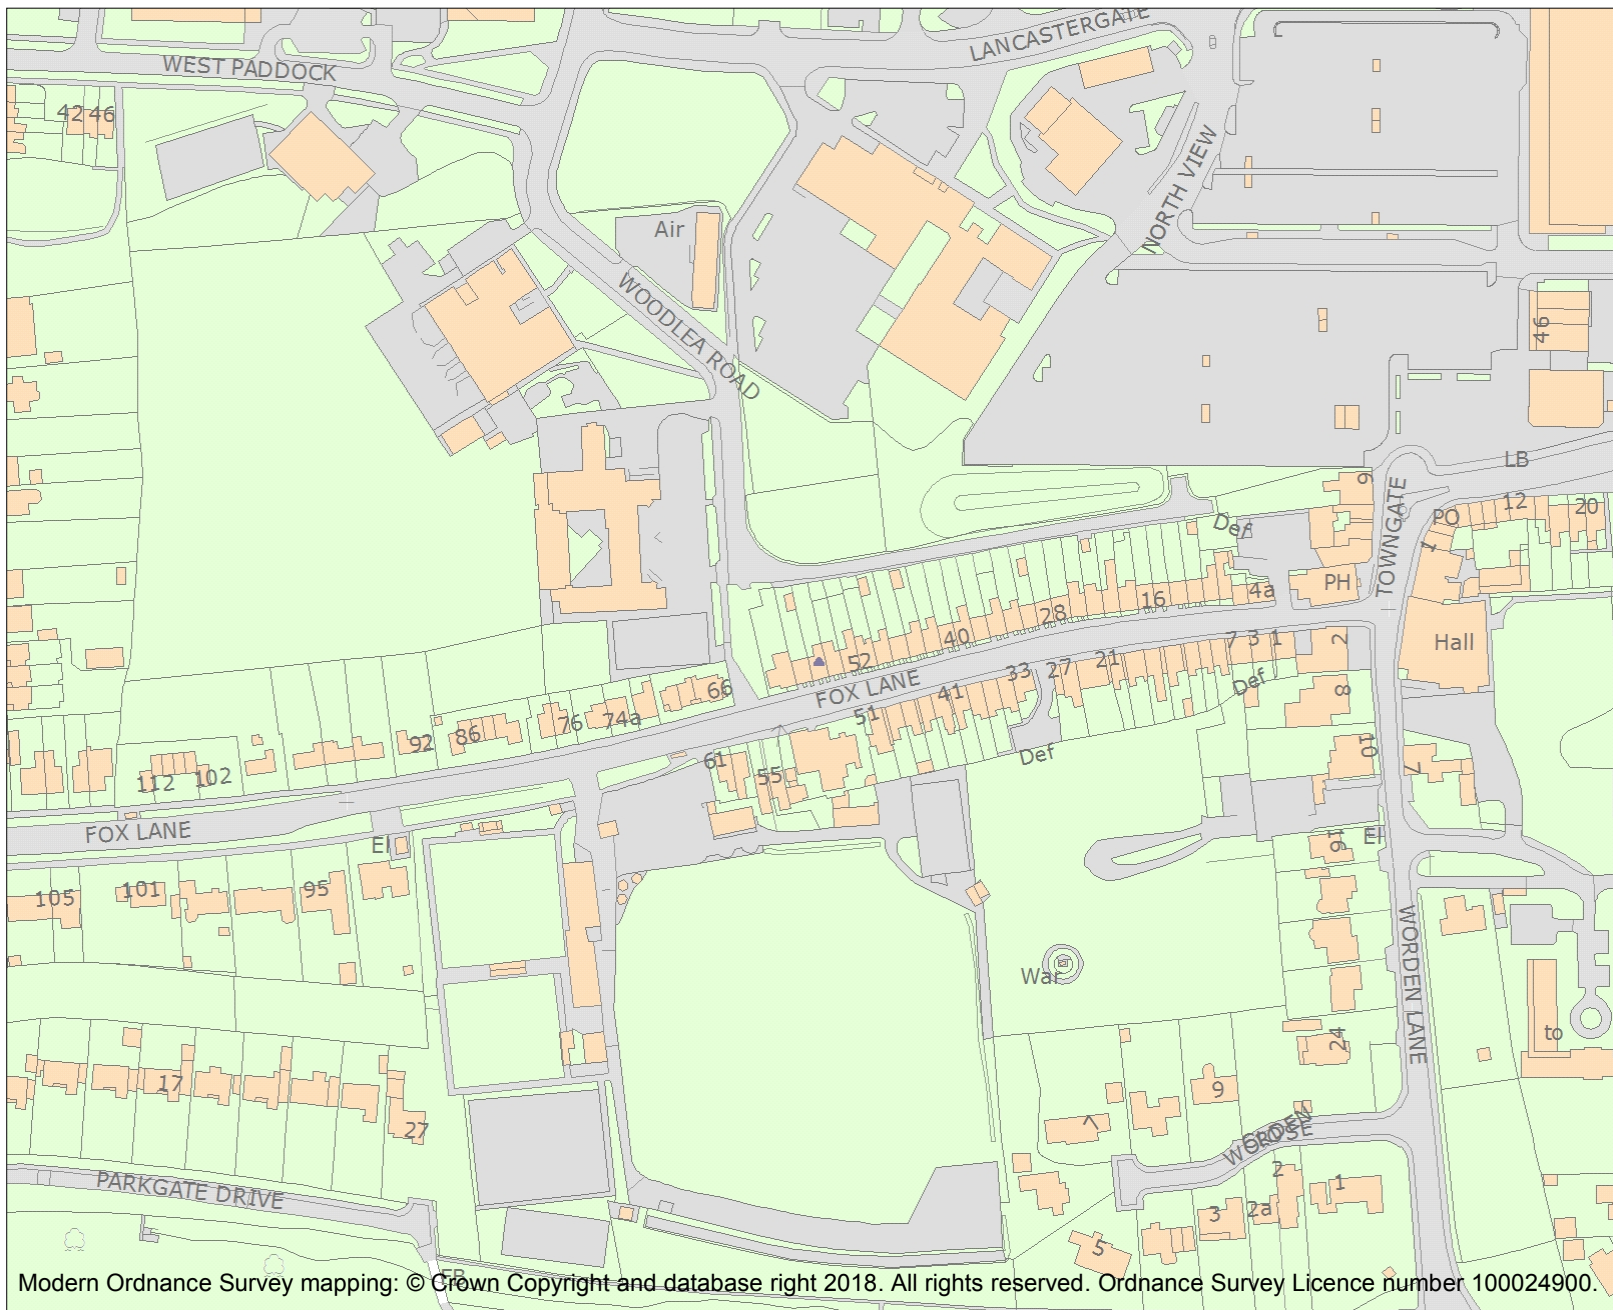 LANCASTERGATE
WEST PADDOCK
42 46
NORTH VIEW
Air
WOODLEA ROAD
46
LB
9
TOWNGATE
12
20
PO
1
Def
PH
4a
16
28
40
52
Hall
2
1
3
7
21
27
33
41
51
FOX LANE
Def
66
74a
76
86
92
102
112
8
10
7
Def
61
55
FOX LANE
El
El
16
105
101
95
WORDEN LANE
War
to
24
17
27
9
7
WORDEN
CLOSE
PARKGATE DRIVE
2
1
2a
3
5
FB
Modern Ordnance Survey mapping: © Crown Copyright and database right 2018. All rights reserved. Ordnance Survey Licence number 100024900.